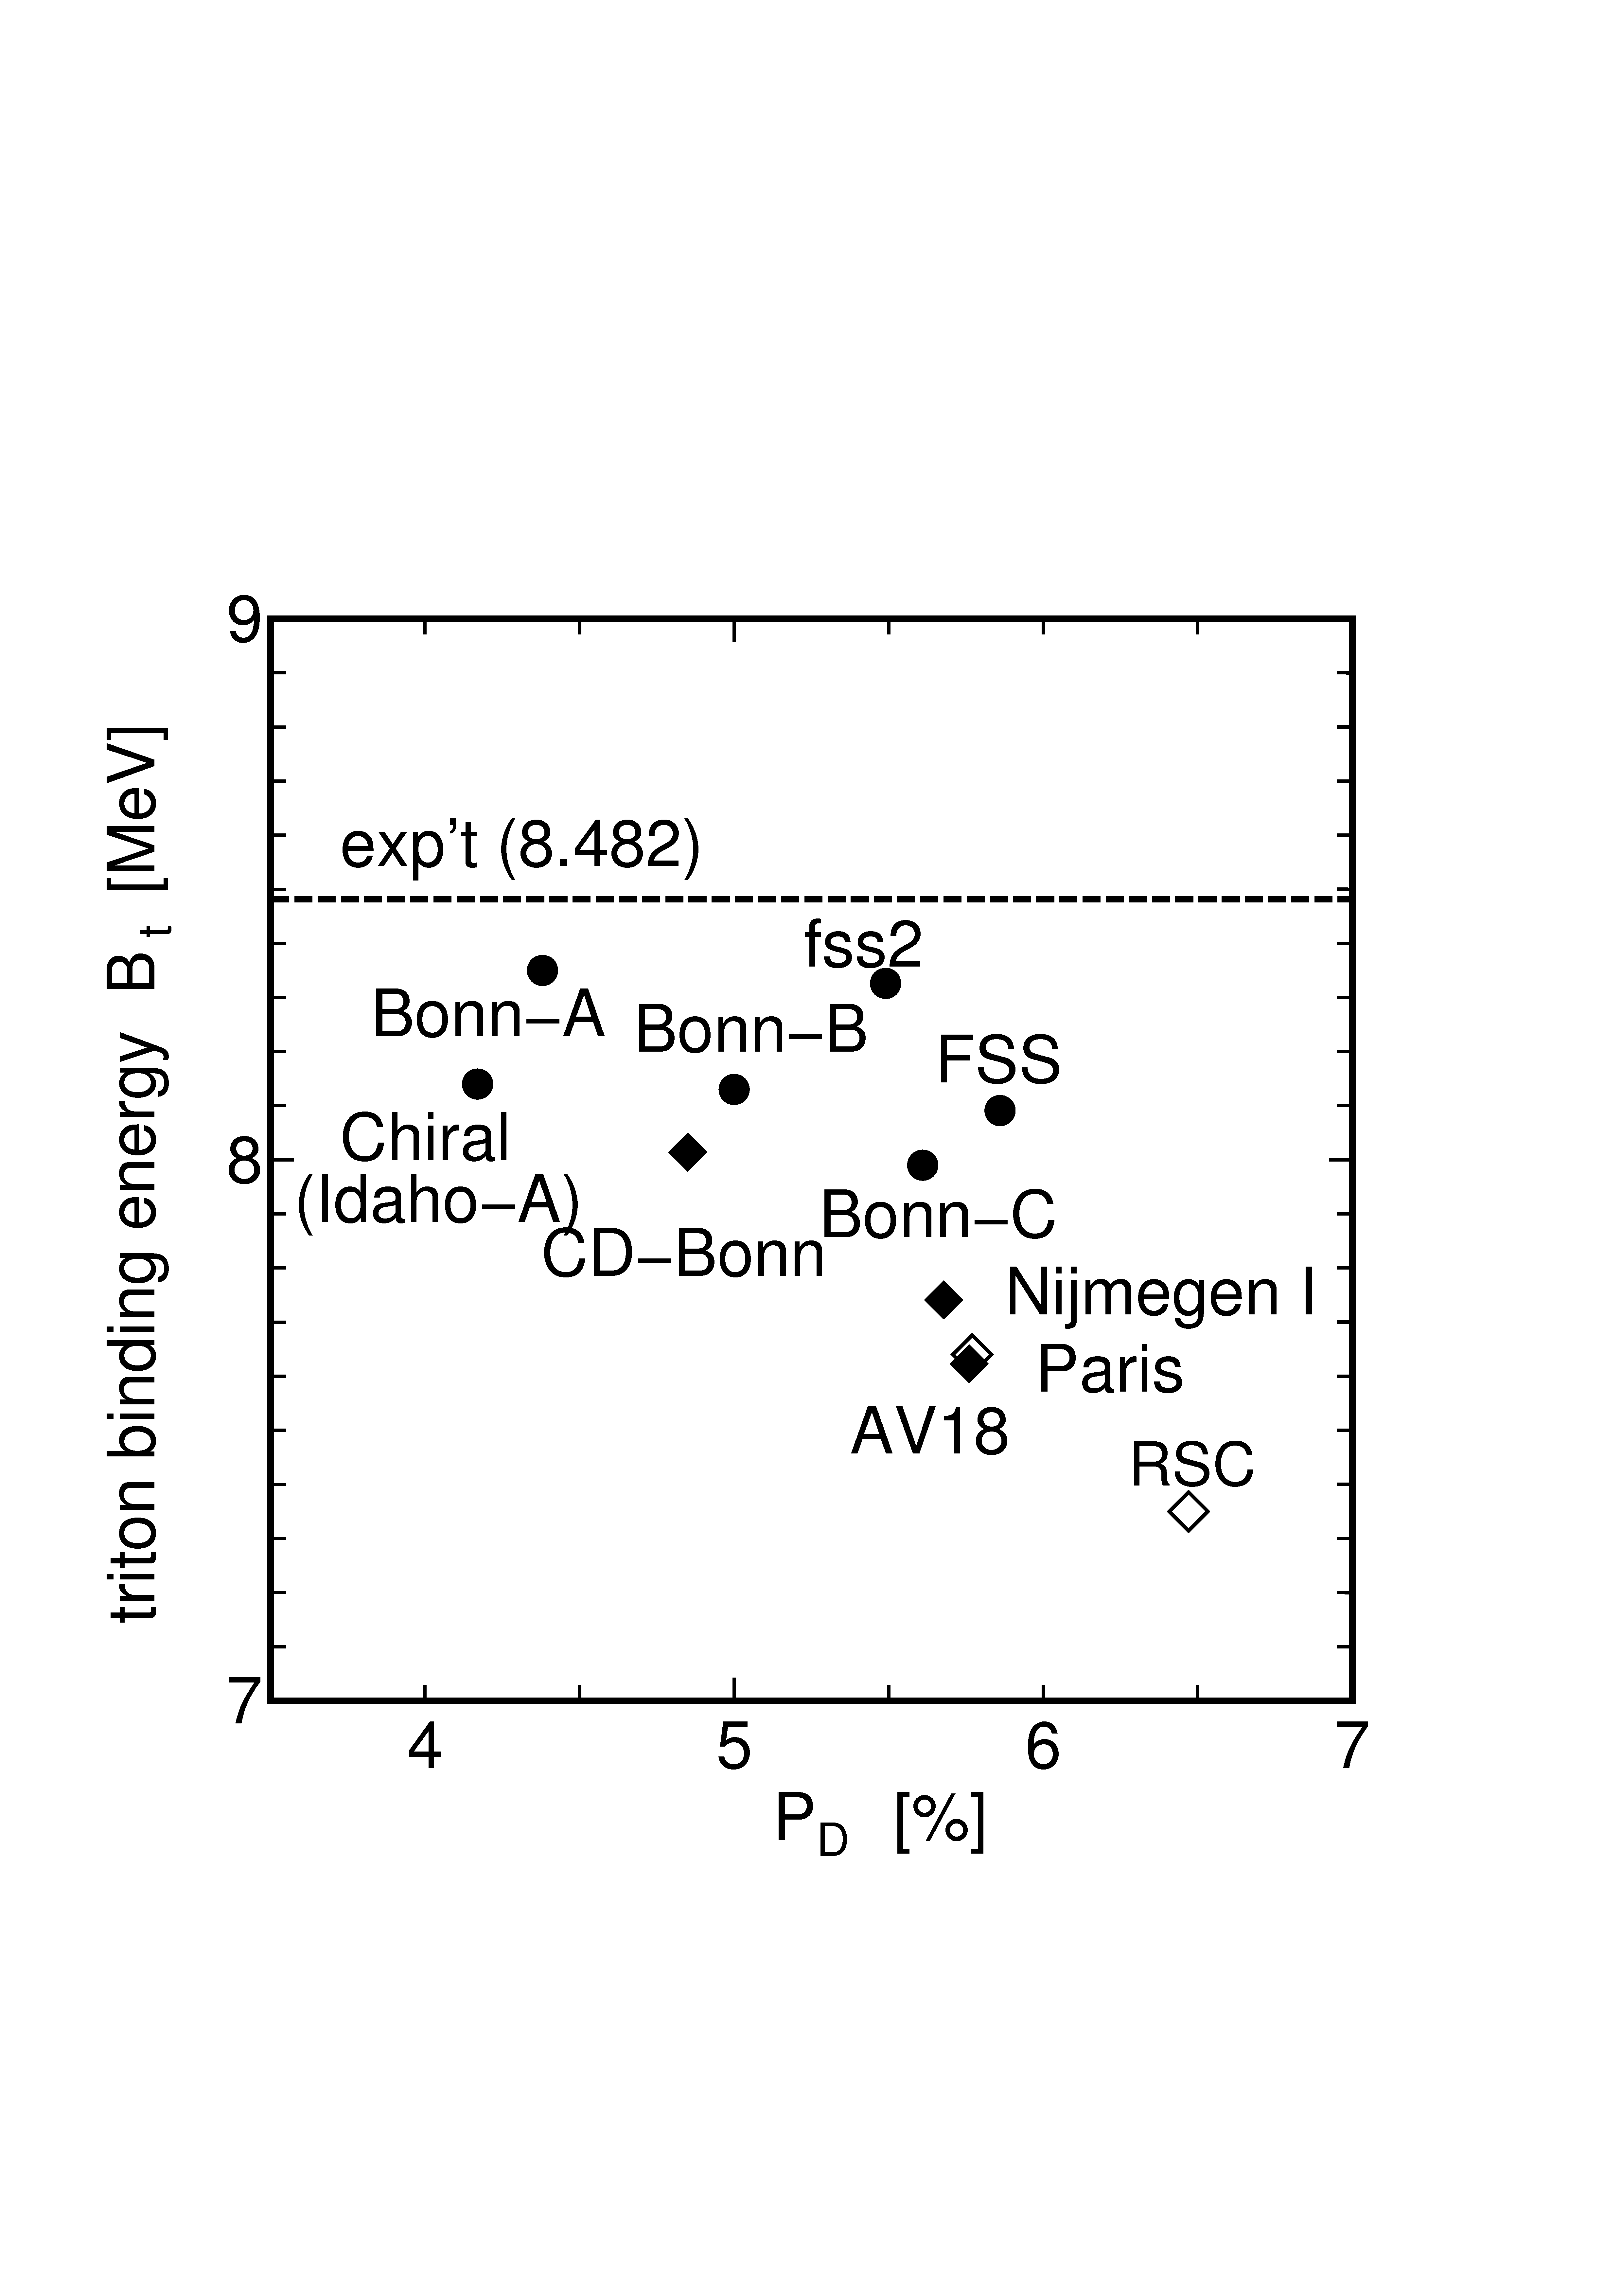 9
exp’t (8.482)
fss2
Bonn–A
Bonn–B
FSS
Chiral
(Idaho–A)
8
Bonn–C
CD–Bonn
Nijmegen I
Paris
AV18
RSC
7
4 5 6 7
P_D [%]
triton binding energy B_t [MeV]